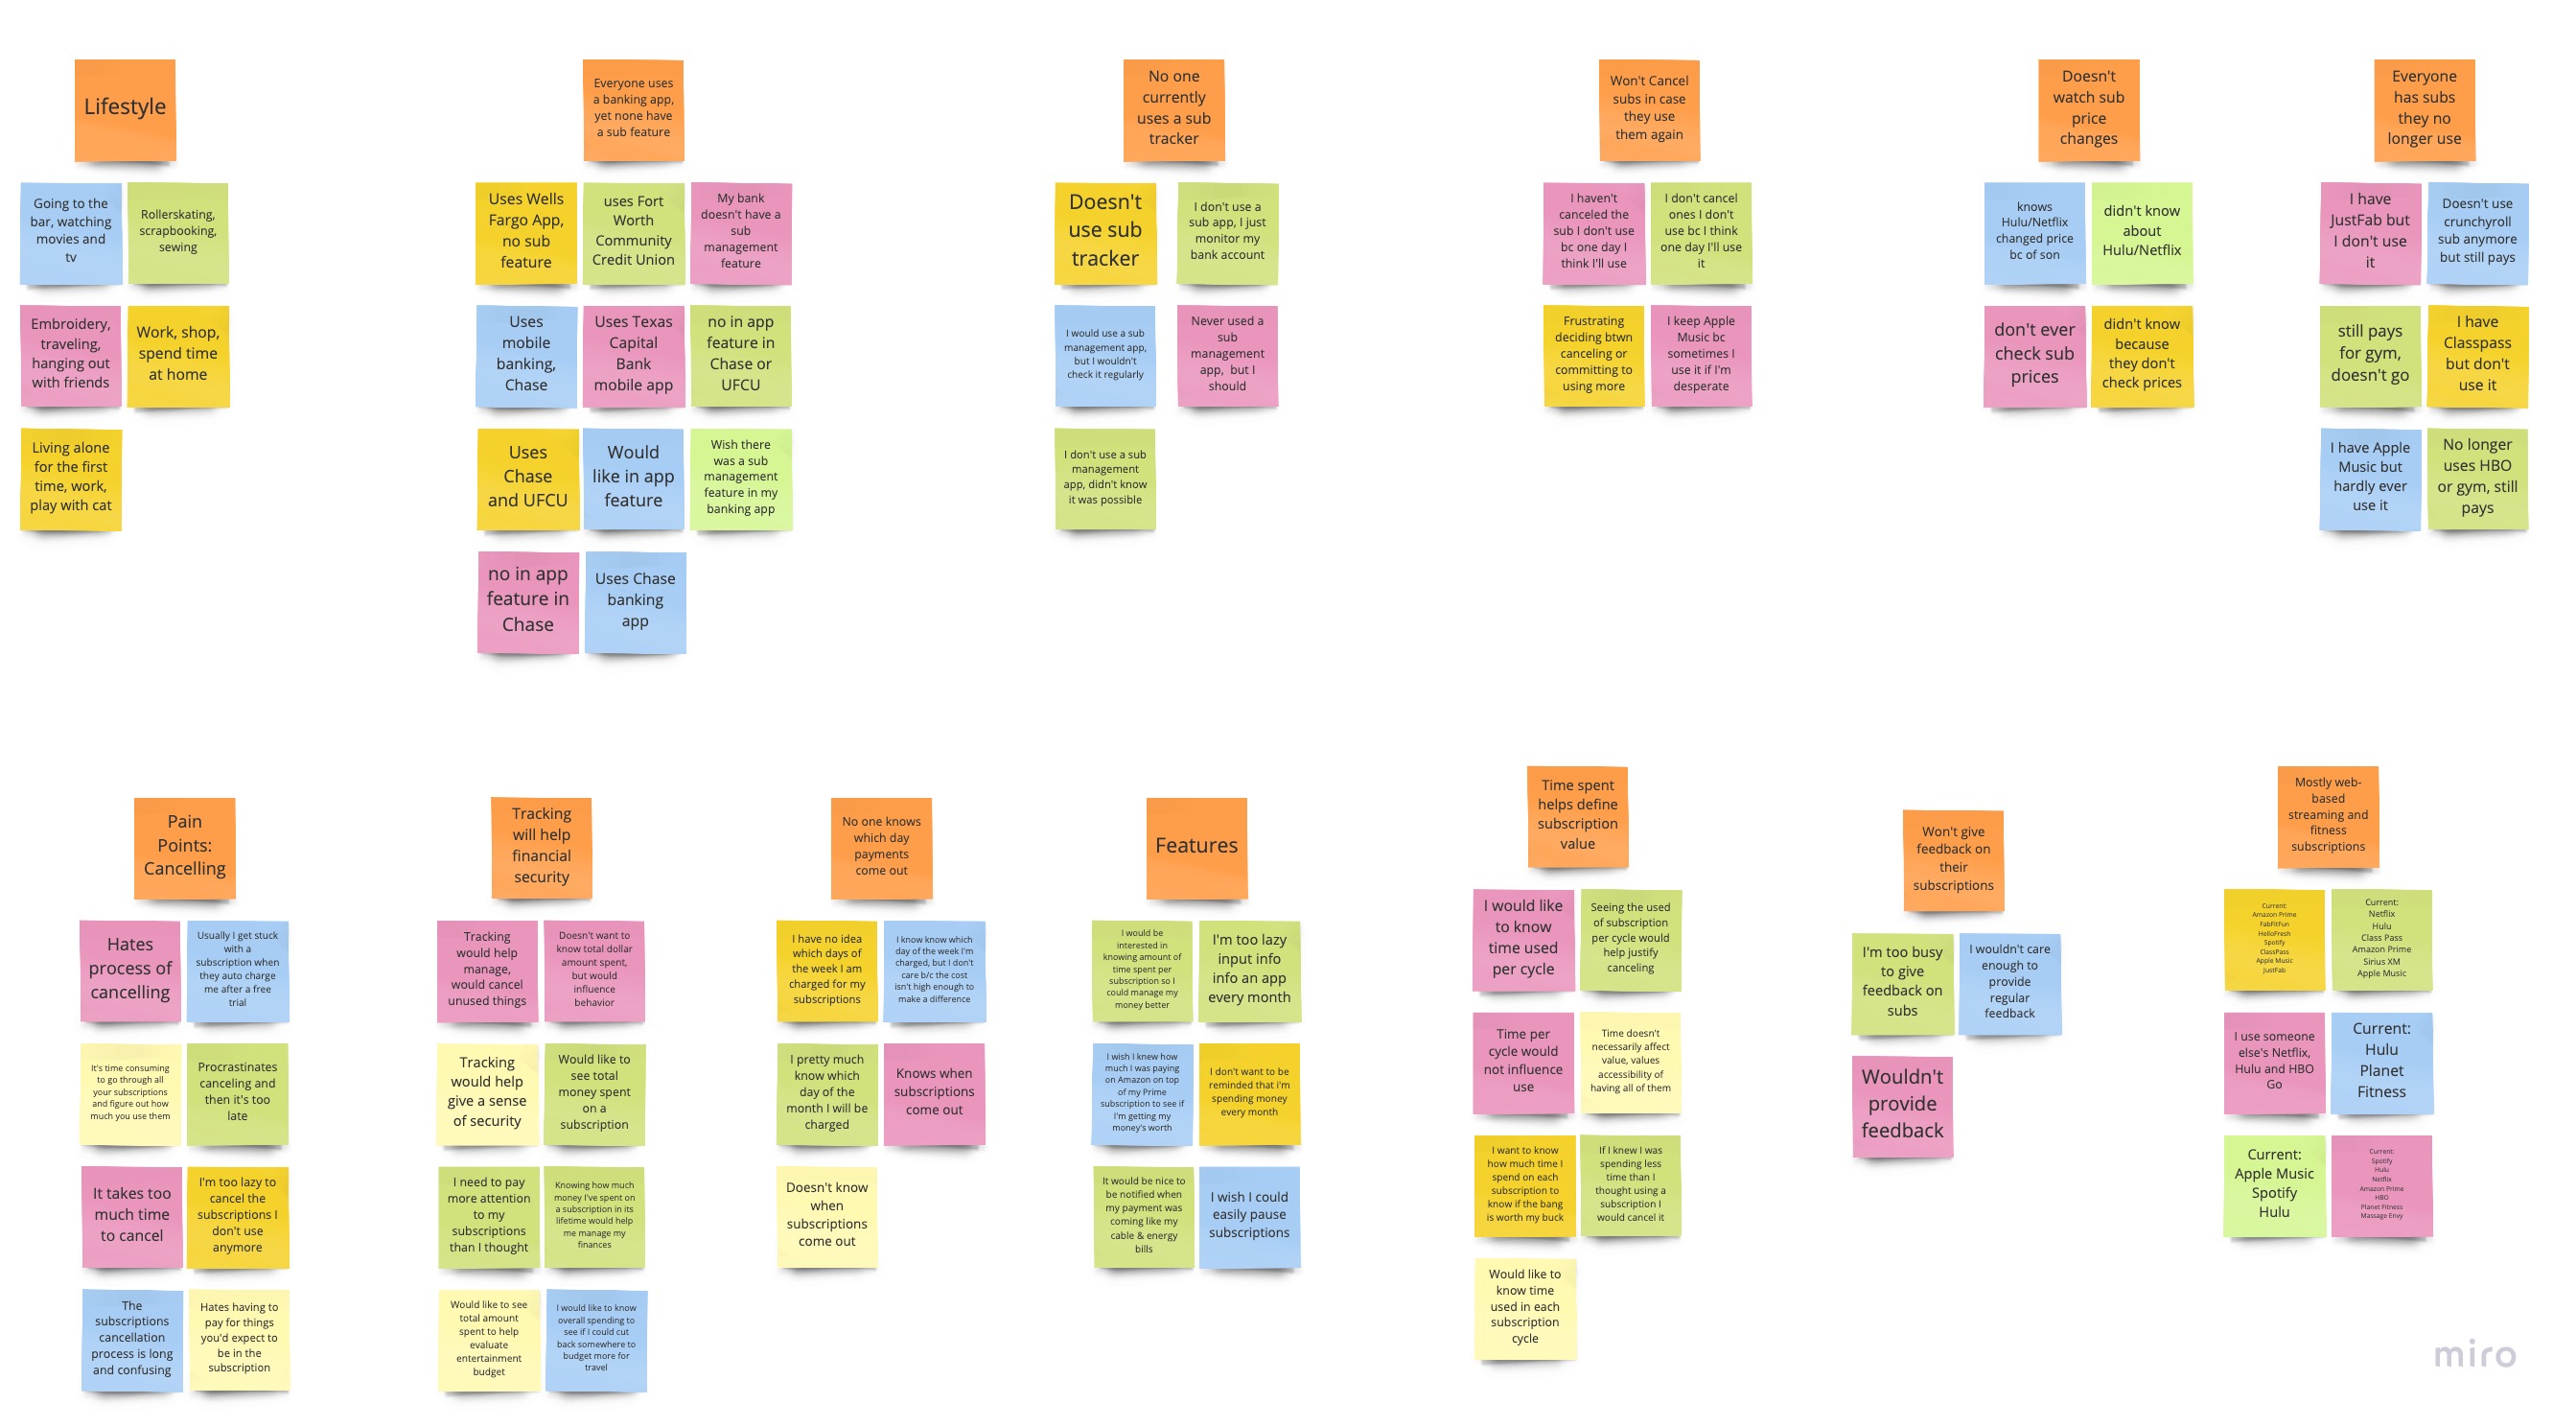 Lifestyle
Going to the
bar, watching
movies and
tv
Rollerskating,
scrapbooking,
sewing
Embroidery,
traveling,
hanging out
with friends
Work, shop,
spend time
at home
Living alone
for the first
time, work,
play with cat
Everyone uses
a banking app,
yet none have
a sub feature
Uses Wells
Fargo App,
no sub
feature
uses Fort
Worth
Community
Credit Union
My bank
doesn't have a
sub
management
feature
Uses
mobile
banking,
Chase
Uses Texas
Capital
Bank
mobile app
no in app
feature in
Chase or
UFCU
Uses
Chase
and UFCU
Would
like in app
feature
Wish there
was a sub
management
feature in my
banking app
no in app
feature in
Chase
Uses Chase
banking
app
No one
currently
uses a sub
tracker
Doesn't
use sub
tracker
I don't use a
sub app, I just
monitor my
bank account
I would use a sub
management app,
but I wouldn't
check it regularly
Never used a
sub
management
app, but I
should
I don't use a sub
management
app, didn't know
it was possible
Won't Cancel
subs in case
they use
them again
I haven't
canceled the
sub I don't use
bc one day I
think I'll use
I don't cancel
ones I don't
use bc I think
one day I'll use
it
Frustrating
deciding btwn
canceling or
committing to
using more
I keep Apple
Music bc
sometimes I
use it if I'm
desperate
Doesn't
watch sub
price
changes
knows
Hulu/Netflix
changed price
bc of son
didn't know
about
Hulu/Netflix
don't ever
check sub
prices
didn't know
because
they don't
check prices
Everyone
has subs
they no
longer use
I have
JustFab but
I don't use
it
Doesn't use
crunchyroll
sub anymore
but still pays
still pays
for gym,
doesn't go
I have
Classpass
but don't
use it
I have Apple
Music but
hardly ever
use it
No longer
uses HBO
or gym, still
pays
Pain
Points:
Cancelling
Hates
process of
cancelling
Usually I get stuck
with a
subscription when
they auto charge
me after a free
trial
It's time consuming
to go through all
your subscriptions
and figure out how
much you use them
Procrastinates
canceling and
then it's too
late
It takes too
much time
to cancel
I'm too lazy to
cancel the
subscriptions I
don't use
anymore
The
subscriptions
cancellation
process is long
and confusing
Hates having to
pay for things
you'd expect to
be in the
subscription
Tracking
will help
financial
security
Tracking
would help
manage,
would cancel
unused things
Doesn't want to
know total dollar
amount spent,
but would
influence
behavior
Tracking
would help
give a sense
of security
Would like to
see total
money spent
on a
subscription
I need to pay
more attention
to my
subscriptions
than I thought
Knowing how much
money I've spent on
a subscription in its
lifetime would help
me manage my
finances
Would like to see
total amount
spent to help
evaluate
entertainment
budget
I would like to know
overall spending to
see if I could cut
back somewhere to
budget more for
travel
No one knows
which day
payments
come out
I have no idea
which days of
the week I am
charged for my
subscriptions
I know know which
day of the week I'm
charged, but I don't
care b/c the cost
isn't high enough to
make a difference
I pretty much
know which
day of the
month I will be
charged
Knows when
subscriptions
come out
Doesn't know
when
subscriptions
come out
Features
I would be
interested in
knowing amount of
time spent per
subscription so I
could manage my
money better
I'm too lazy
input info
info an app
every month
I wish I knew how
much I was paying
on Amazon on top
of my Prime
subscription to see if
I'm getting my
money's worth
I don't want to be
reminded that i'm
spending money
every month
It would be nice to
be notified when
my payment was
coming like my
cable & energy
bills
I wish I could
easily pause
subscriptions
Time spent
helps define
subscription
value
I would like
to know
time used
per cycle
Seeing the used
of subscription
per cycle would
help justify
canceling
Time per
cycle would
not influence
use
Time doesn't
necessarily affect
value, values
accessibility of
having all of them
I want to know
how much time I
spend on each
subscription to
know if the bang
is worth my buck
If I knew I was
spending less
time than I
thought using a
subscription I
would cancel it
Would like to
know time
used in each
subscription
cycle
Won't give
feedback on
their
subscriptions
I'm too busy
to give
feedback on
subs
I wouldn't care
enough to
provide
regular
feedback
Wouldn't
provide
feedback
Mostly web-
based
streaming and
fitness
subscriptions
Current:
Amazon Prime
FabFitFun
HelloFresh
Spotify
ClassPass
Apple Music
JustFab
Current:
Netflix
Hulu
Class Pass
Amazon Prime
Sirius XM
Apple Music
I use someone
else's Netflix,
Hulu and HBO
Go
Current:
Hulu
Planet
Fitness
Current:
Apple Music
Spotify
Hulu
Current:
Spotify
Hulu
Netflix
Amazon Prime
HBO
Planet Fitness
Massage Envy
miro